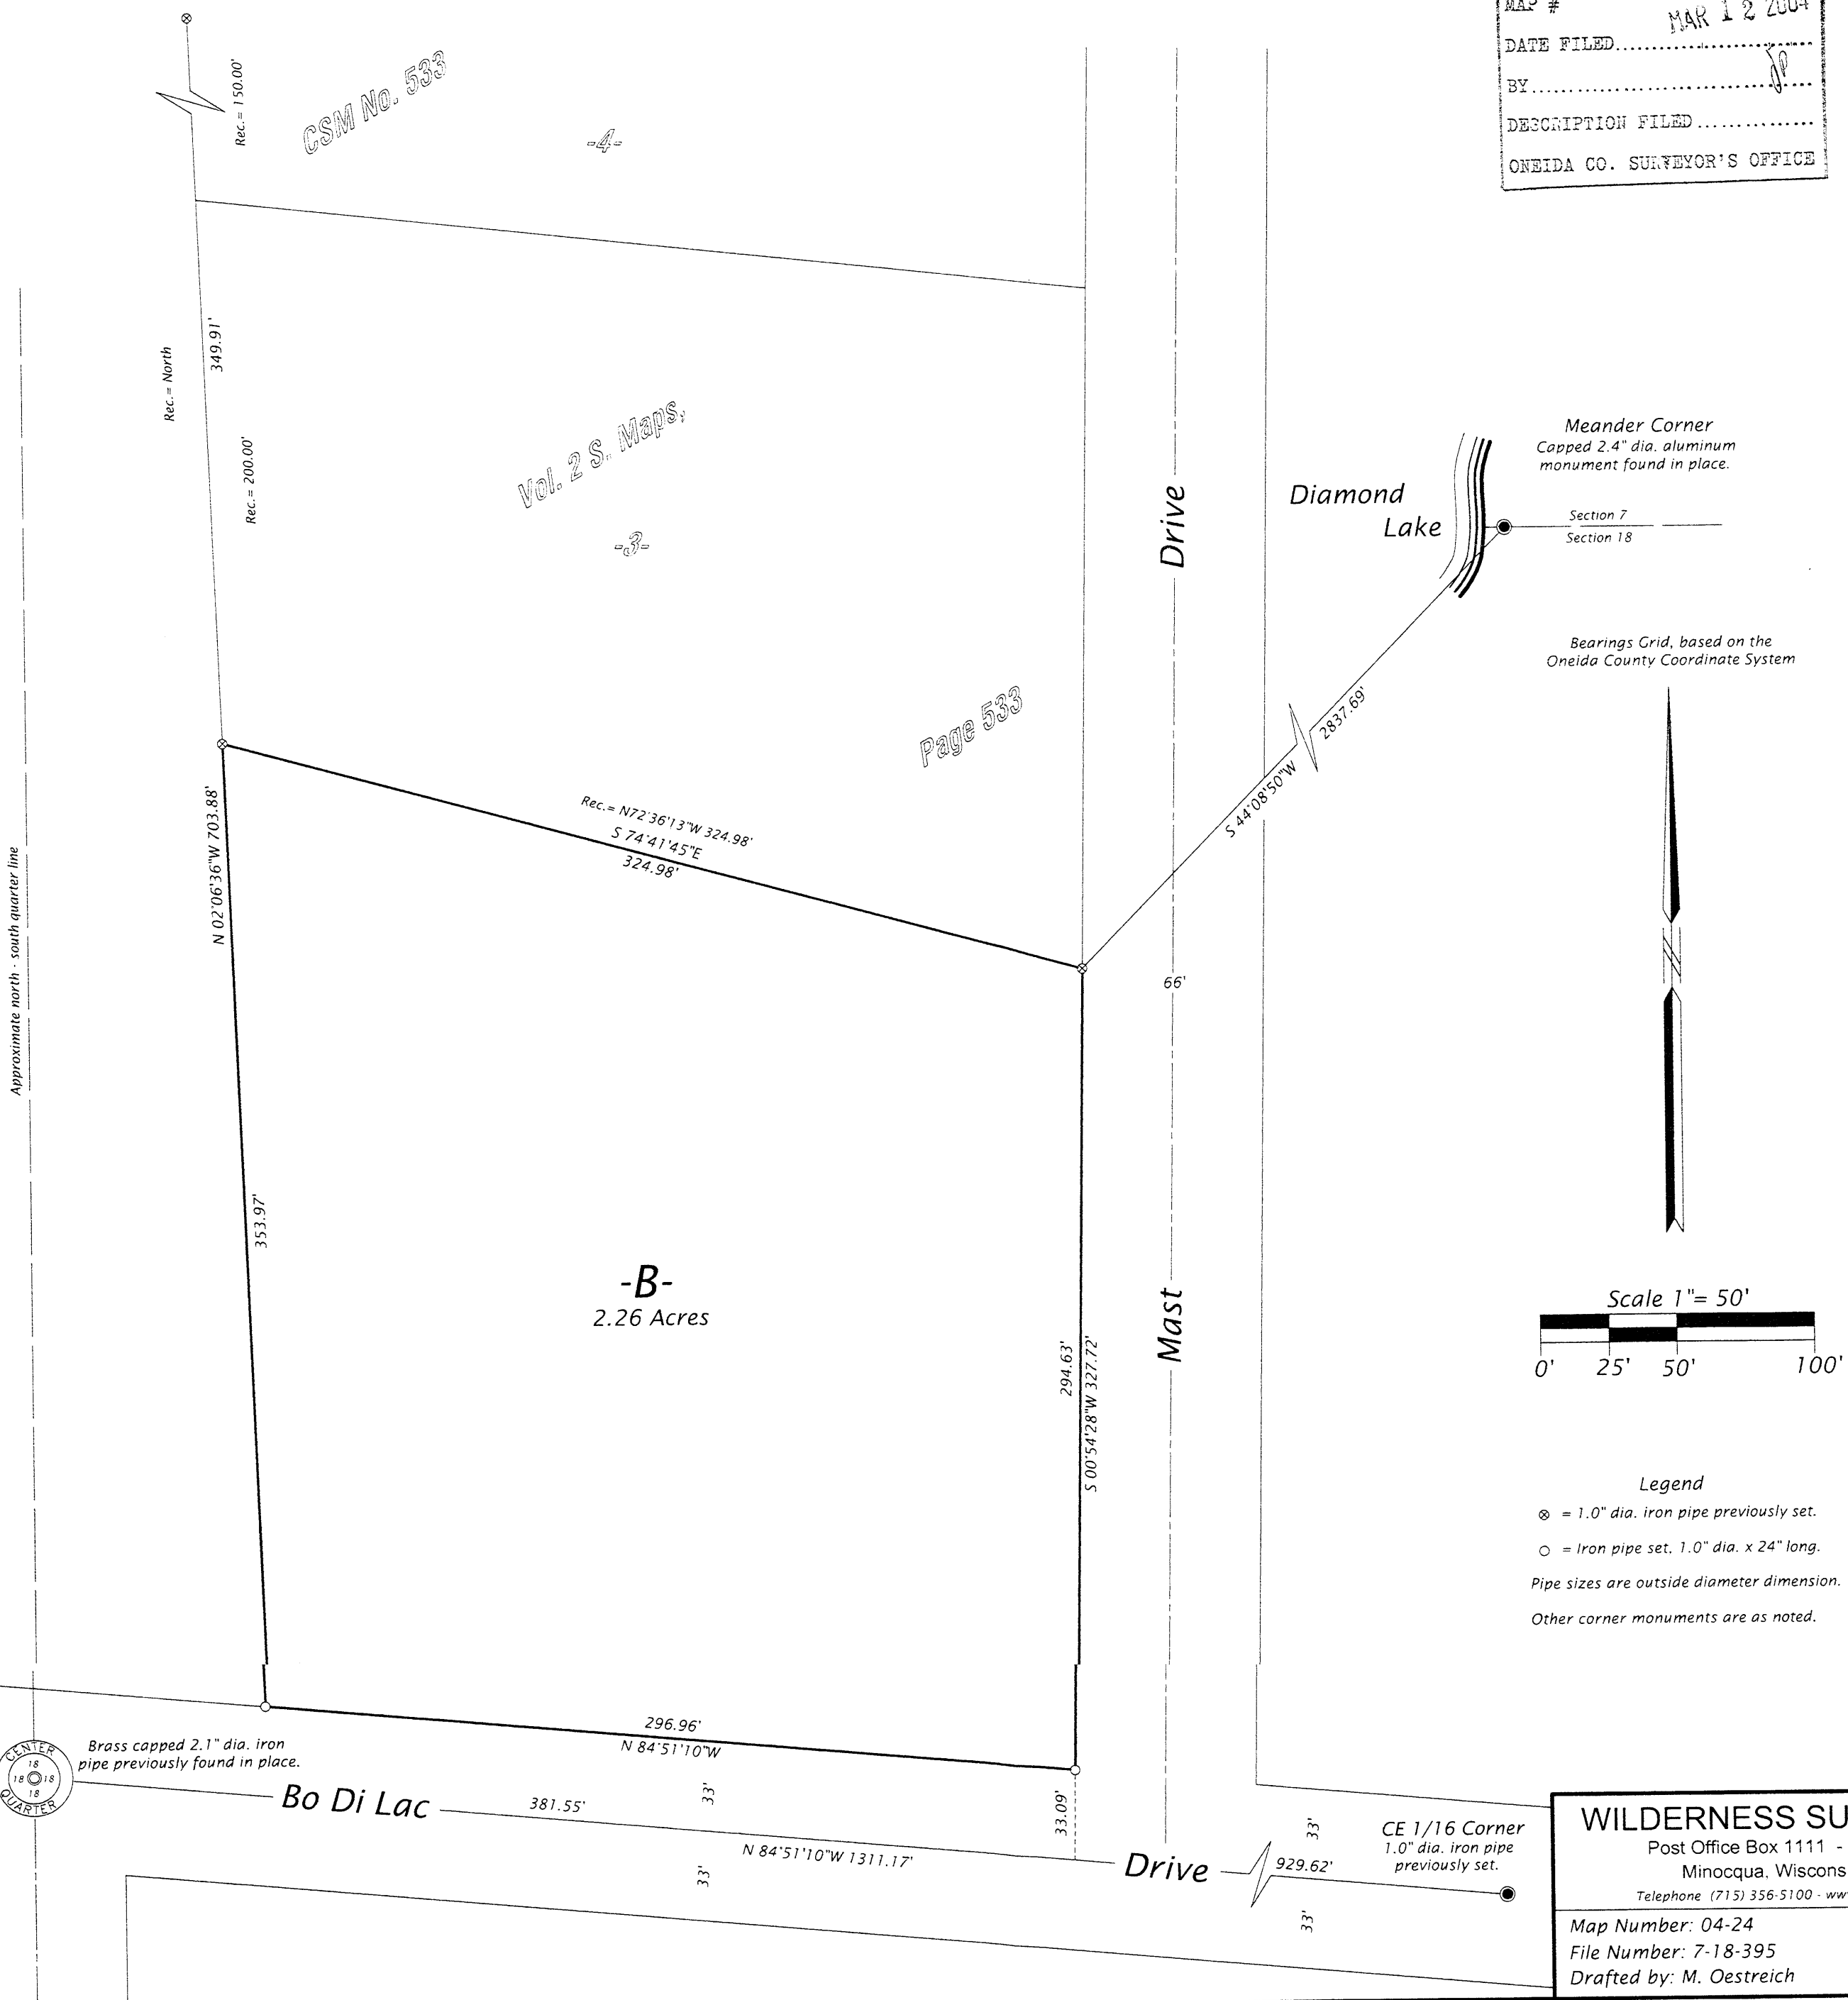 MAP #
MAR 12 2004
DATE FILED
BY
DESCRIPTION FILED
ONEIDA CO. SURVEYOR'S OFFICE
Rec.= 150.00'
CSM No. 533
-4-
349.91'
Rec.= North
Rec.= 200.00'
Vol. 2 S. Maps,
-3-
Page 533
Drive
Diamond
Lake
Meander Corner
Capped 2.4" dia. aluminum
monument found in place.
Section 7
Section 18
Bearings Grid, based on the
Oneida County Coordinate System
2837.69'
S 44°08'50"W
Rec.= N72°36'13"W 324.98'
S 74°41'45"E
324.98'
N 02°06'36"W 703.88'
Approximate north - south quarter line
66'
353.97'
-B-
2.26 Acres
294.63'
S 00°54'28"W 327.72'
Mast
Scale 1"= 50'
0' 25' 50' 100'
Legend
⊗ = 1.0" dia. iron pipe previously set.
○ = Iron pipe set, 1.0" dia. x 24" long.
Pipe sizes are outside diameter dimension.
Other corner monuments are as noted.
296.96'
N 84°51'10"W
Brass capped 2.1" dia. iron
pipe previously found in place.
CENTER
18
18 18
18
QUARTER
Bo Di Lac
381.55'
33'
33.09'
N 84°51'10"W 1311.17'
33'
Drive
33'
929.62'
33'
CE 1/16 Corner
1.0" dia. iron pipe
previously set.
WILDERNESS SU
Post Office Box 1111 -
Minocqua, Wiscons
Telephone (715) 356-5100 - ww
Map Number: 04-24
File Number: 7-18-395
Drafted by: M. Oestreich